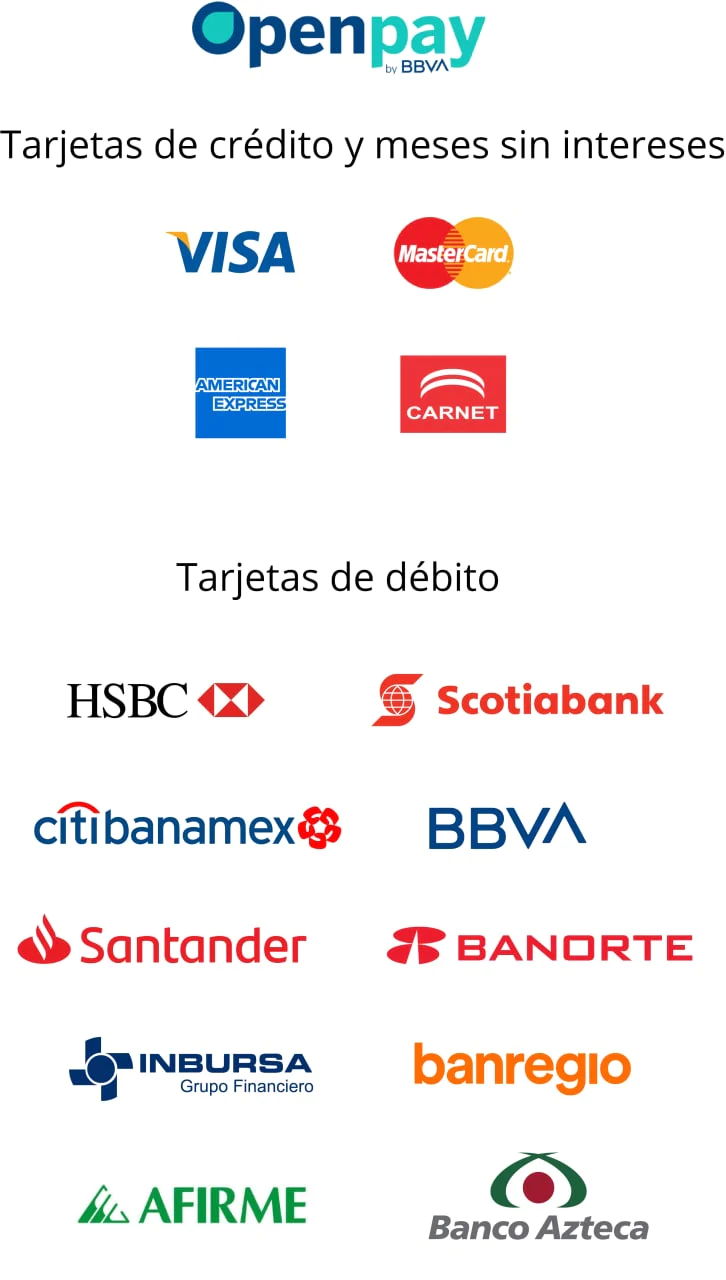 Openpay
by BBVA
Tarjetas de crédito y meses sin intereses
VISA
MasterCard
AMERICAN
EXPRESS
CARNET
Tarjetas de débito
HSBC
Scotiabank
citibanamex
BBVA
Santander
BANORTE
INBURSA
Grupo Financiero
banregio
AFIRME
Banco Azteca